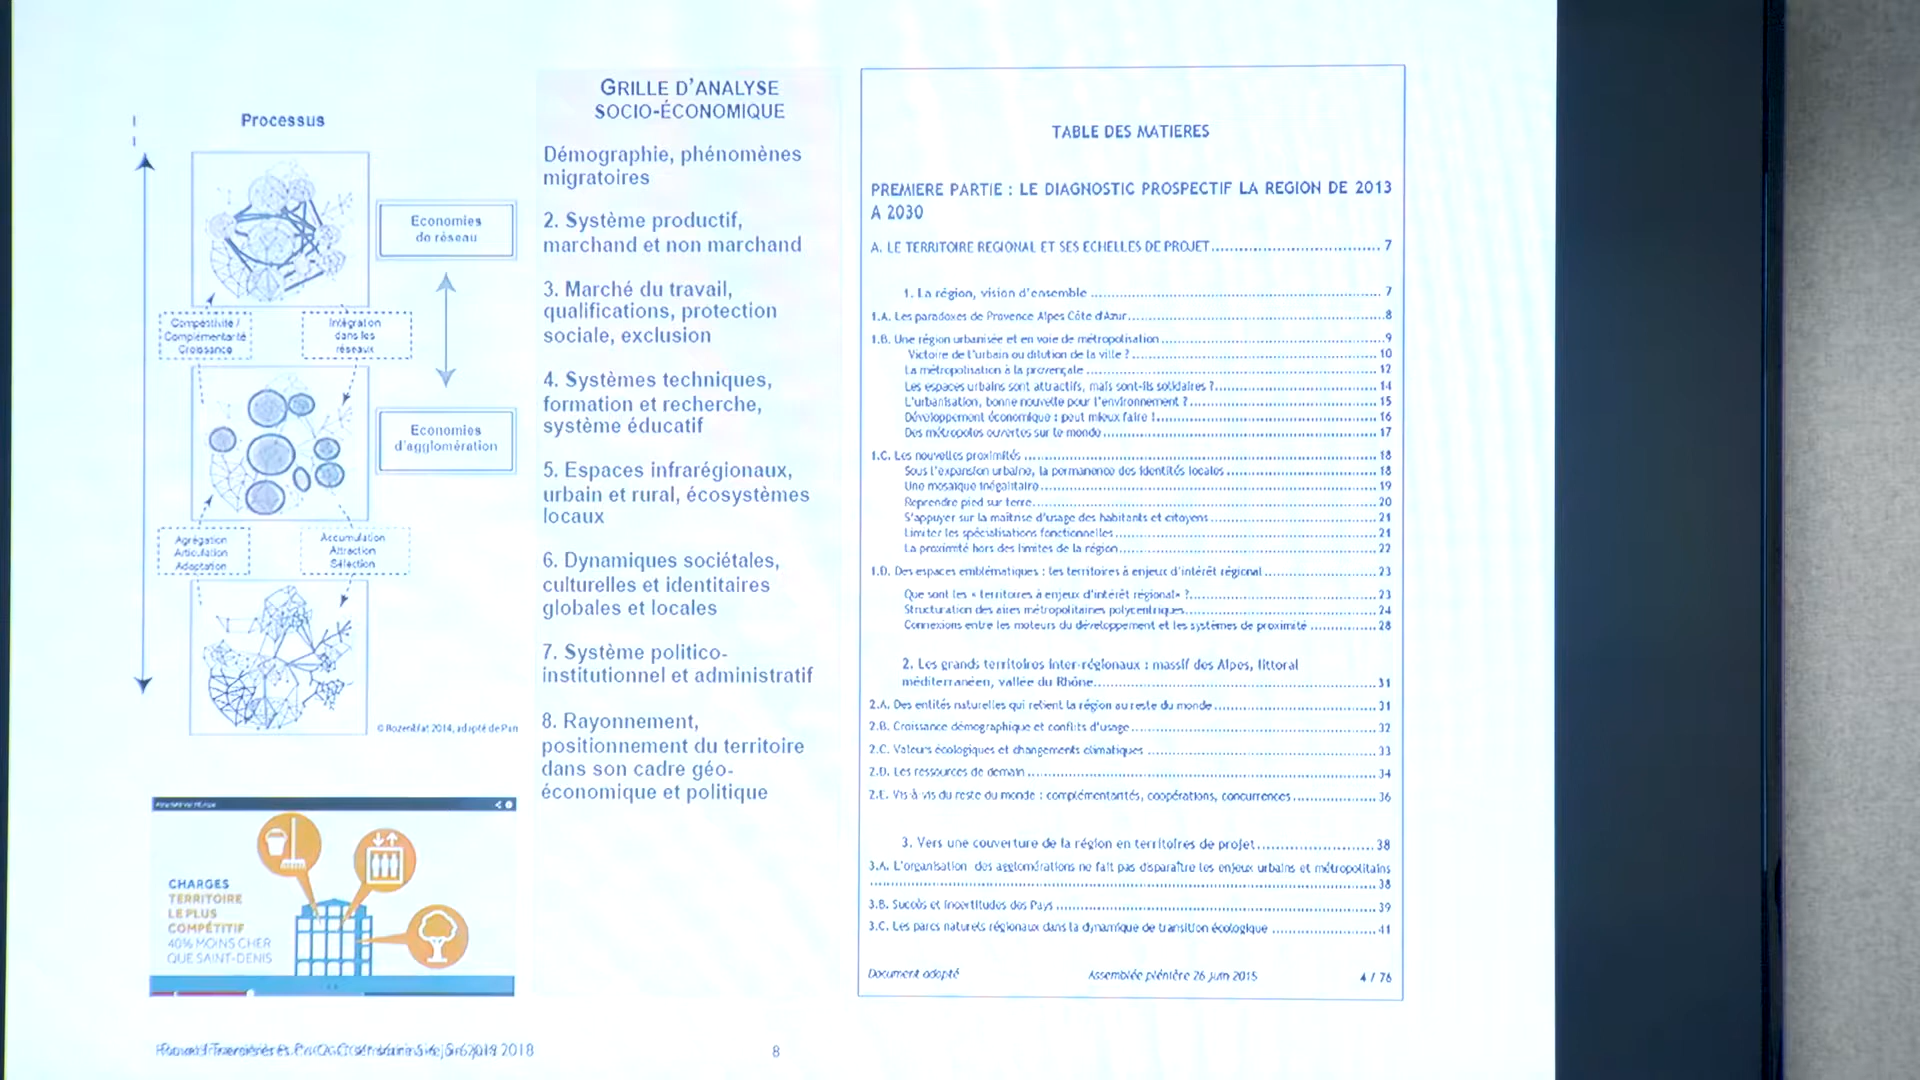 Processus
Economies
de réseau
Compétitivité /
Complémentarité
Croissance
Intégration
dans les
réseaux
Economies
d'agglomération
Agrégation
Articulation
Adaptation
Accumulation
Attraction
Sélection
© Rozenblat 2014, adapté de Pan
CHARGES
TERRITOIRE
LE PLUS
COMPÉTITIF
40% MOINS CHER
QUE SAINT-DENIS
GRILLE D'ANALYSE
SOCIO-ÉCONOMIQUE
Démographie, phénomènes
migratoires
2. Système productif,
marchand et non marchand
3. Marché du travail,
qualifications, protection
sociale, exclusion
4. Systèmes techniques,
formation et recherche,
système éducatif
5. Espaces infrarégionaux,
urbain et rural, écosystèmes
locaux
6. Dynamiques sociétales,
culturelles et identitaires
globales et locales
7. Système politico-
institutionnel et administratif
8. Rayonnement,
positionnement du territoire
dans son cadre géo-
économique et politique
TABLE DES MATIERES
PREMIERE PARTIE : LE DIAGNOSTIC PROSPECTIF LA REGION DE 2013
A 2030
A. LE TERRITOIRE REGIONAL ET SES ECHELLES DE PROJET 7
1. La région, vision d'ensemble 7
1.A. Les paradoxes de Provence Alpes Côte d'Azur 8
1.B. Une région urbanisée et en voie de métropolisation 9
Victoire de l'urbain ou dilution de la ville ? 10
La métropolisation à la provençale 12
Les espaces urbains sont attractifs, mais sont-ils solidaires ? 14
L'urbanisation, bonne nouvelle pour l'environnement ? 15
Développement économique : peut mieux faire ! 16
Des métropoles ouvertes sur le monde 17
1.C. Les nouvelles proximités 18
Sous l'expansion urbaine, la permanence des identités locales 18
Une mosaïque inégalitaire 19
Reprendre pied sur terre 20
S'appuyer sur la maîtrise d'usage des habitants et citoyens 21
Limiter les spécialisations fonctionnelles 21
La proximité hors des limites de la région 22
1.D. Des espaces emblématiques : les territoires à enjeux d'intérêt régional 23
Que sont les « territoires à enjeux d'intérêt régional» ? 23
Structuration des aires métropolitaines polycentriques 24
Connexions entre les moteurs du développement et les systèmes de proximité 28
2. Les grands territoires inter-régionaux : massif des Alpes, littoral
méditerranéen, vallée du Rhône 31
2.A. Des entités naturelles qui relient la région au reste du monde 31
2.B. Croissance démographique et conflits d'usage 32
2.C. Valeurs écologiques et changements climatiques 33
2.D. Les ressources de demain 34
2.E. Vis à vis du reste du monde : complémentarités, coopérations, concurrences 36
3. Vers une couverture de la région en territoires de projet 38
3.A. L'organisation des agglomérations ne fait pas disparaître les enjeux urbains et métropolitains
38
3.B. Succès et incertitudes des Pays 39
3.C. Les parcs naturels régionaux dans la dynamique de transition écologique 41
Document adopté Assemblée plénière 26 juin 2015 4 / 76
2018 8